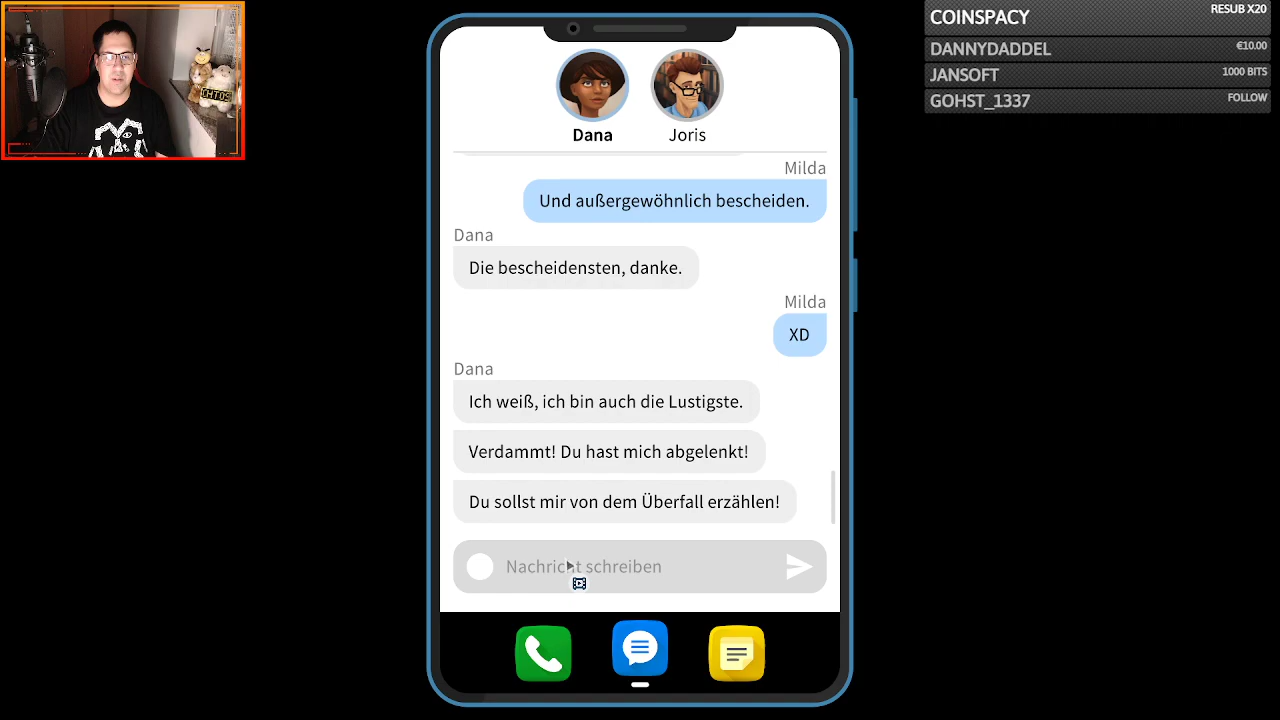 COINSPACY RESUB X20
DANNYDADDEL €10.00
JANSOFT 1000 BITS
GOHST_1337 FOLLOW
Dana Joris
Milda
Und außergewöhnlich bescheiden.
Dana
Die bescheidensten, danke.
Milda
XD
Dana
Ich weiß, ich bin auch die Lustigste.
Verdammt! Du hast mich abgelenkt!
Du sollst mir von dem Überfall erzählen!
Nachricht schreiben